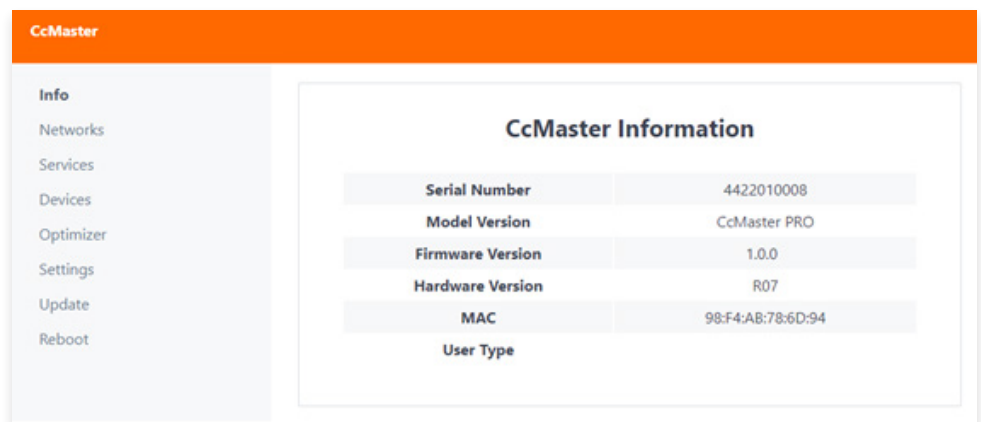 CcMaster
Info
Networks
Services
Devices
Optimizer
Settings
Update
Reboot
CcMaster Information
Serial Number 4422010008
Model Version CcMaster PRO
Firmware Version 1.0.0
Hardware Version R07
MAC 98:F4:AB:78:6D:94
User Type